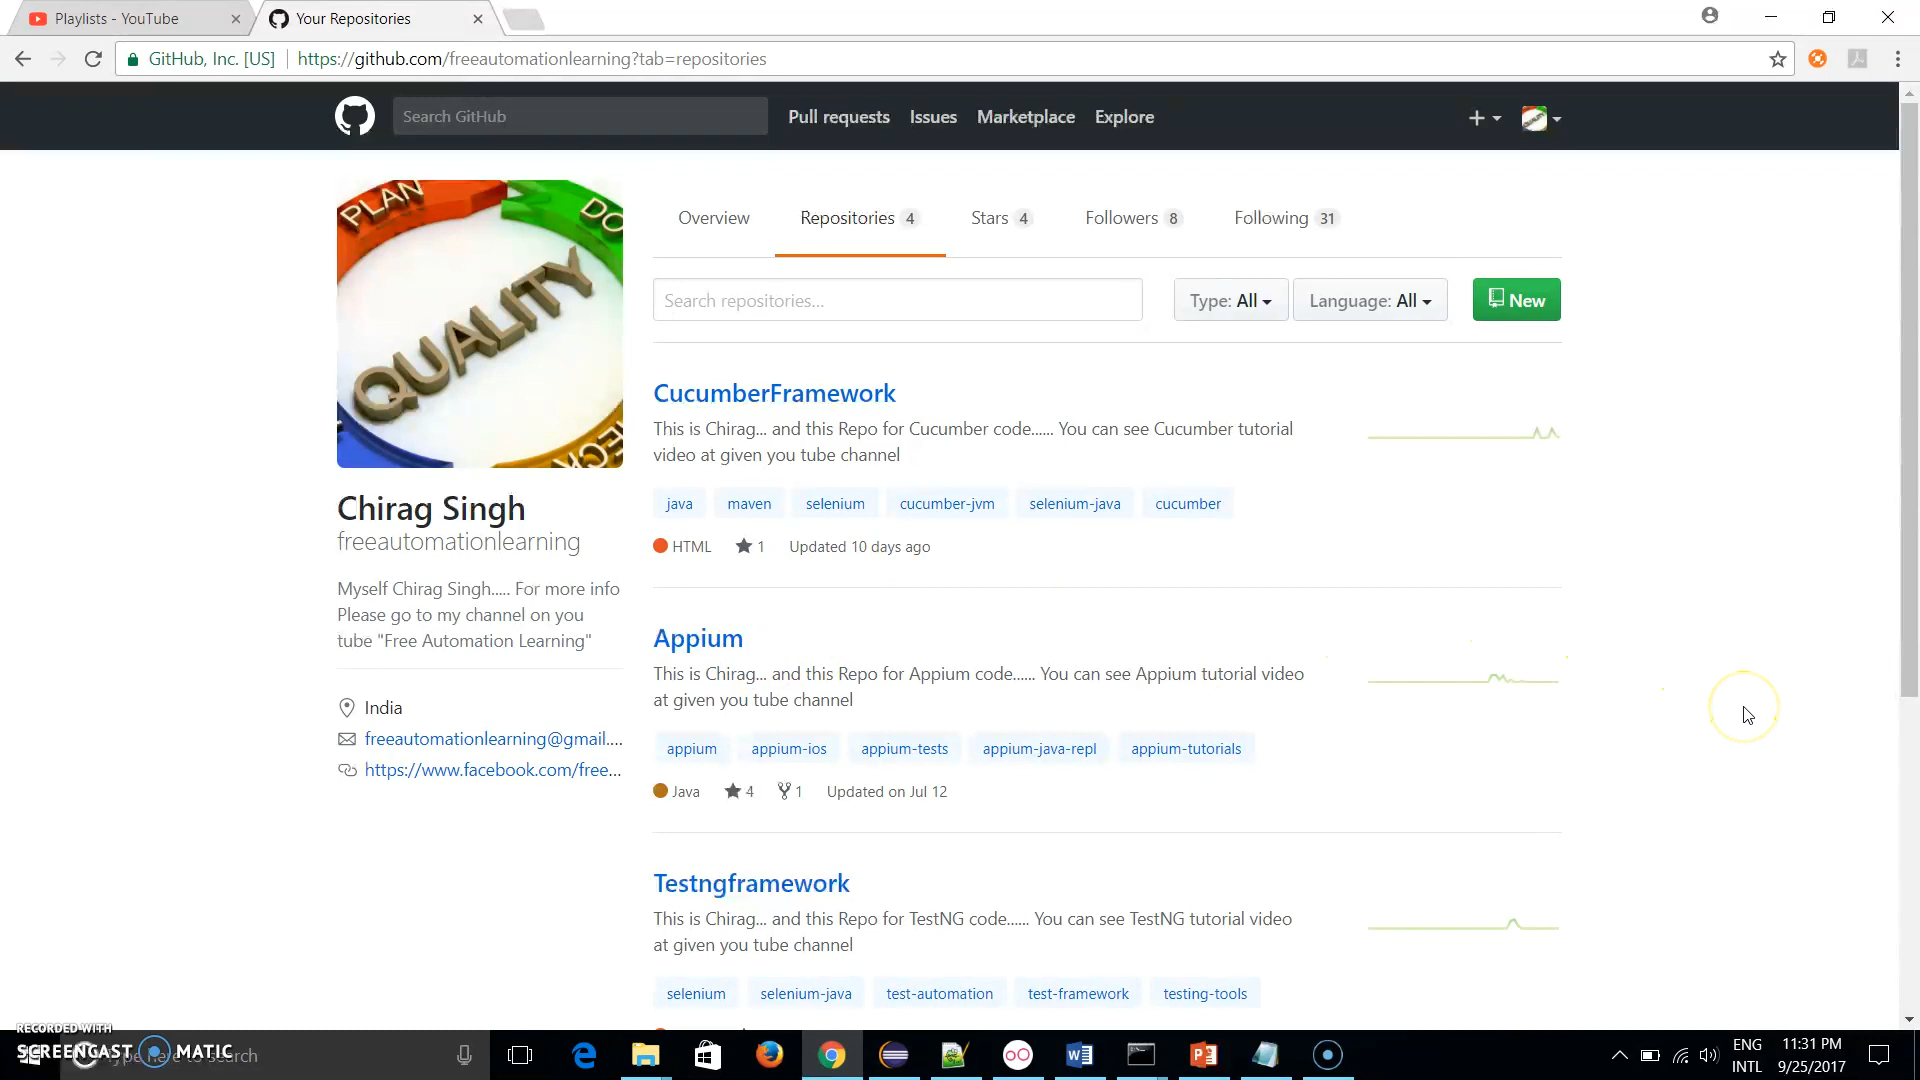 Playlists - YouTube
Your Repositories
GitHub, Inc. [US]
https://github.com/freeautomationlearning?tab=repositories
Search GitHub
Pull requests
Issues
Marketplace
Explore
PLAN
DO
QUALITY
Chirag Singh
freeautomationlearning
Myself Chirag Singh..... For more info
Please go to my channel on you
tube "Free Automation Learning"
India
freeautomationlearning@gmail....
https://www.facebook.com/free...
Overview
Repositories 4
Stars 4
Followers 8
Following 31
Search repositories...
Type: All
Language: All
New
CucumberFramework
This is Chirag... and this Repo for Cucumber code...... You can see Cucumber tutorial
video at given you tube channel
java maven selenium cucumber-jvm selenium-java cucumber
HTML 1 Updated 10 days ago
Appium
This is Chirag... and this Repo for Appium code...... You can see Appium tutorial video
at given you tube channel
appium appium-ios appium-tests appium-java-repl appium-tutorials
Java 4 1 Updated on Jul 12
Testngframework
This is Chirag... and this Repo for TestNG code...... You can see TestNG tutorial video
at given you tube channel
selenium selenium-java test-automation test-framework testing-tools
RECORDED WITH
SCREENCAST MATIC
Type here to search
ENG
INTL
11:31 PM
9/25/2017